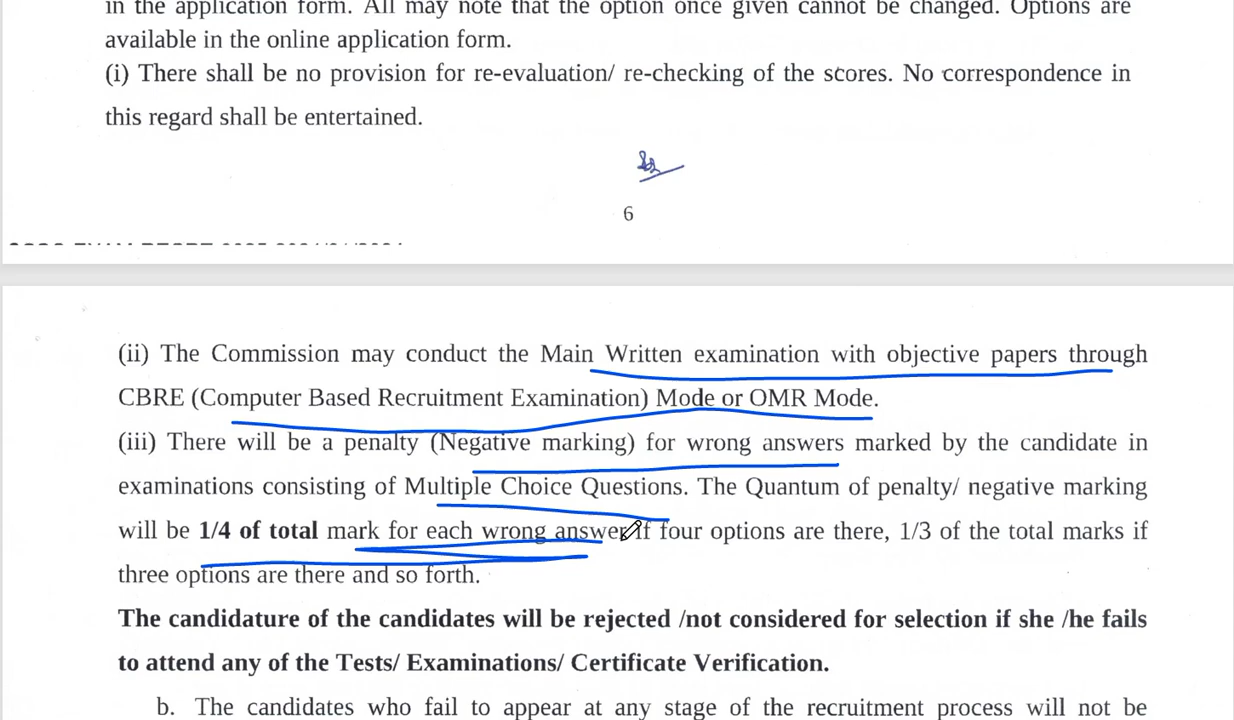 in the application form. All may note that the option once given cannot be changed. Options are
available in the online application form.
(i) There shall be no provision for re-evaluation/ re-checking of the scores. No correspondence in
this regard shall be entertained.
6
(ii) The Commission may conduct the Main Written examination with objective papers through
CBRE (Computer Based Recruitment Examination) Mode or OMR Mode.
(iii) There will be a penalty (Negative marking) for wrong answers marked by the candidate in
examinations consisting of Multiple Choice Questions. The Quantum of penalty/ negative marking
will be 1/4 of total mark for each wrong answer if four options are there, 1/3 of the total marks if
three options are there and so forth.
The candidature of the candidates will be rejected /not considered for selection if she /he fails
to attend any of the Tests/ Examinations/ Certificate Verification.
b. The candidates who fail to appear at any stage of the recruitment process will not be